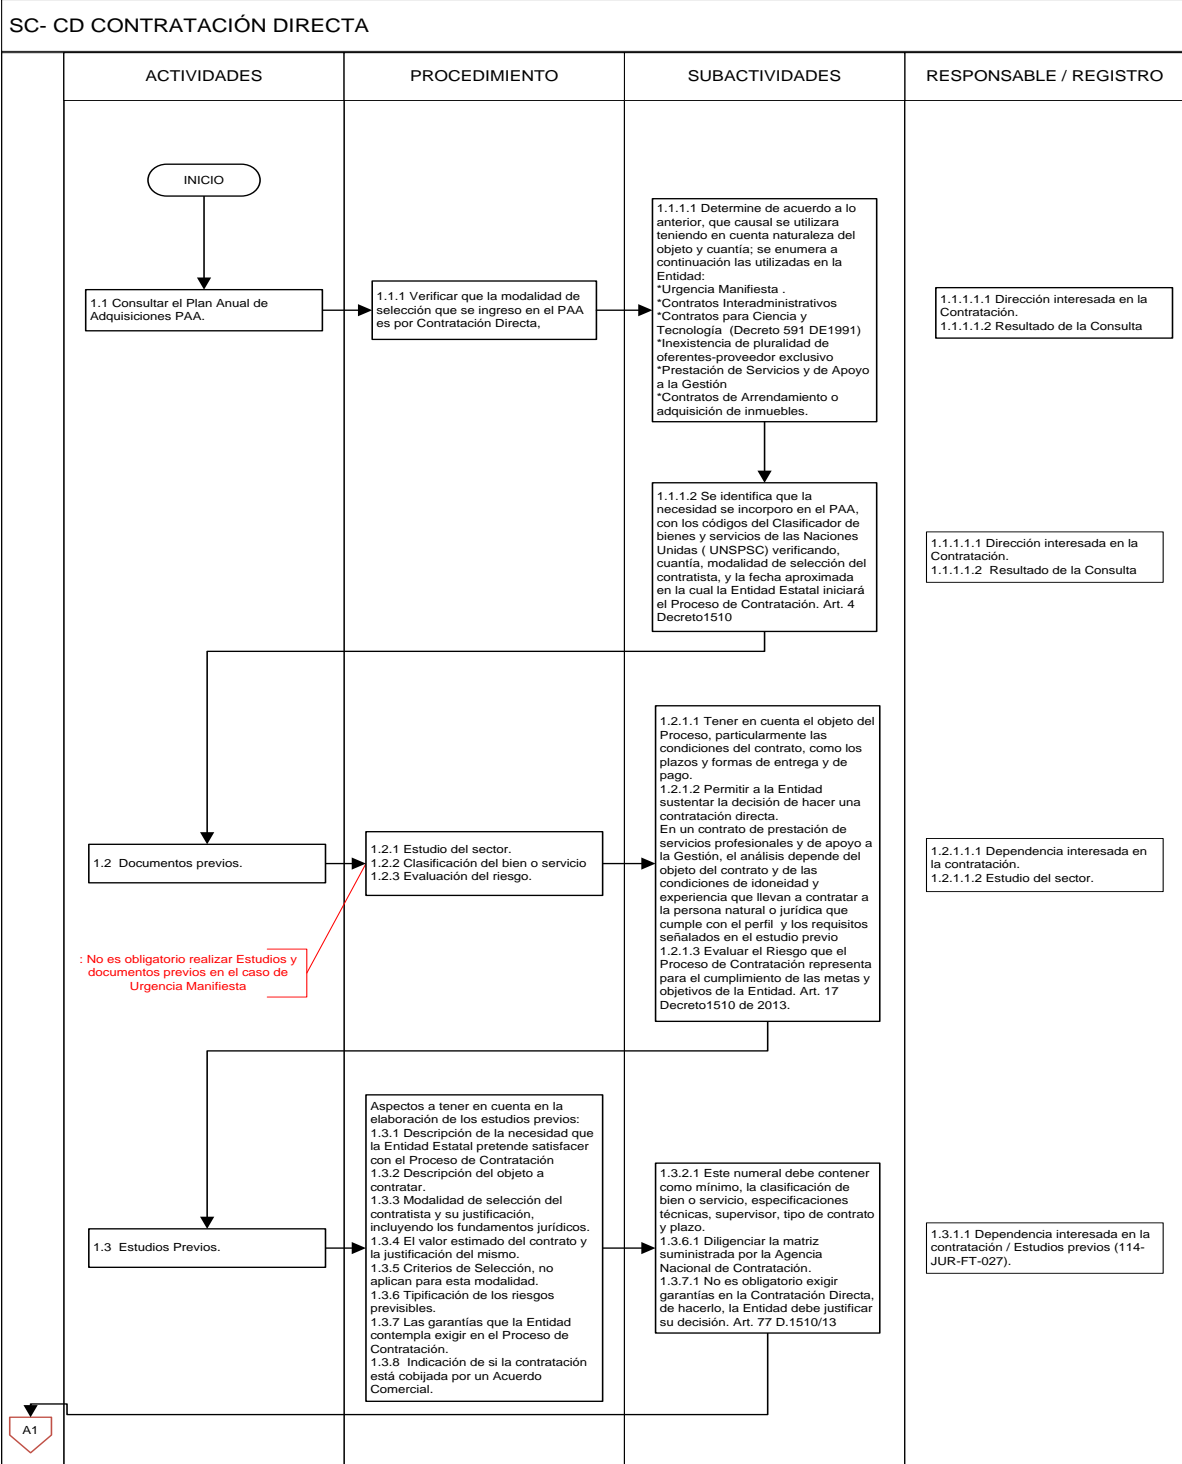 SC- CD CONTRATACIÓN DIRECTA
ACTIVIDADES
PROCEDIMIENTO
SUBACTIVIDADES
RESPONSABLE / REGISTRO
INICIO
1.1 Consultar el Plan Anual de
Adquisiciones PAA.
1.1.1 Verificar que la modalidad de
selección que se ingreso en el PAA
es por Contratación Directa,
1.1.1.1 Determine de acuerdo a lo
anterior, que causal se utilizara
teniendo en cuenta naturaleza del
objeto y cuantía; se enumera a
continuación las utilizadas en la
Entidad:
*Urgencia Manifiesta .
*Contratos Interadministrativos
*Contratos para Ciencia y
Tecnología (Decreto 591 DE1991)
*Inexistencia de pluralidad de
oferentes-proveedor exclusivo
*Prestación de Servicios y de Apoyo
a la Gestión
*Contratos de Arrendamiento o
adquisición de inmuebles.
1.1.1.1.1 Dirección interesada en la
Contratación.
1.1.1.1.2 Resultado de la Consulta
1.1.1.2 Se identifica que la
necesidad se incorporo en el PAA,
con los códigos del Clasificador de
bienes y servicios de las Naciones
Unidas ( UNSPSC) verificando,
cuantía, modalidad de selección del
contratista, y la fecha aproximada
en la cual la Entidad Estatal iniciará
el Proceso de Contratación. Art. 4
Decreto1510
1.1.1.1.1 Dirección interesada en la
Contratación.
1.1.1.1.2 Resultado de la Consulta
1.2 Documentos previos.
1.2.1 Estudio del sector.
1.2.2 Clasificación del bien o servicio
1.2.3 Evaluación del riesgo.
: No es obligatorio realizar Estudios y
documentos previos en el caso de
Urgencia Manifiesta
1.2.1.1 Tener en cuenta el objeto del
Proceso, particularmente las
condiciones del contrato, como los
plazos y formas de entrega y de
pago.
1.2.1.2 Permitir a la Entidad
sustentar la decisión de hacer una
contratación directa.
En un contrato de prestación de
servicios profesionales y de apoyo a
la Gestión, el análisis depende del
objeto del contrato y de las
condiciones de idoneidad y
experiencia que llevan a contratar a
la persona natural o jurídica que
cumple con el perfil y los requisitos
señalados en el estudio previo
1.2.1.3 Evaluar el Riesgo que el
Proceso de Contratación representa
para el cumplimiento de las metas y
objetivos de la Entidad. Art. 17
Decreto1510 de 2013.
1.2.1.1.1 Dependencia interesada en
la contratación.
1.2.1.1.2 Estudio del sector.
1.3 Estudios Previos.
Aspectos a tener en cuenta en la
elaboración de los estudios previos:
1.3.1 Descripción de la necesidad que
la Entidad Estatal pretende satisfacer
con el Proceso de Contratación
1.3.2 Descripción del objeto a
contratar.
1.3.3 Modalidad de selección del
contratista y su justificación,
incluyendo los fundamentos jurídicos.
1.3.4 El valor estimado del contrato y
la justificación del mismo.
1.3.5 Criterios de Selección, no
aplican para esta modalidad.
1.3.6 Tipificación de los riesgos
previsibles.
1.3.7 Las garantías que la Entidad
contempla exigir en el Proceso de
Contratación.
1.3.8 Indicación de si la contratación
está cobijada por un Acuerdo
Comercial.
1.3.2.1 Este numeral debe contener
como mínimo, la clasificación de
bien o servicio, especificaciones
técnicas, supervisor, tipo de contrato
y plazo.
1.3.6.1 Diligenciar la matriz
suministrada por la Agencia
Nacional de Contratación.
1.3.7.1 No es obligatorio exigir
garantías en la Contratación Directa,
de hacerlo, la Entidad debe justificar
su decisión. Art. 77 D.1510/13
1.3.1.1 Dependencia interesada en la
contratación / Estudios previos (114-
JUR-FT-027).
A1